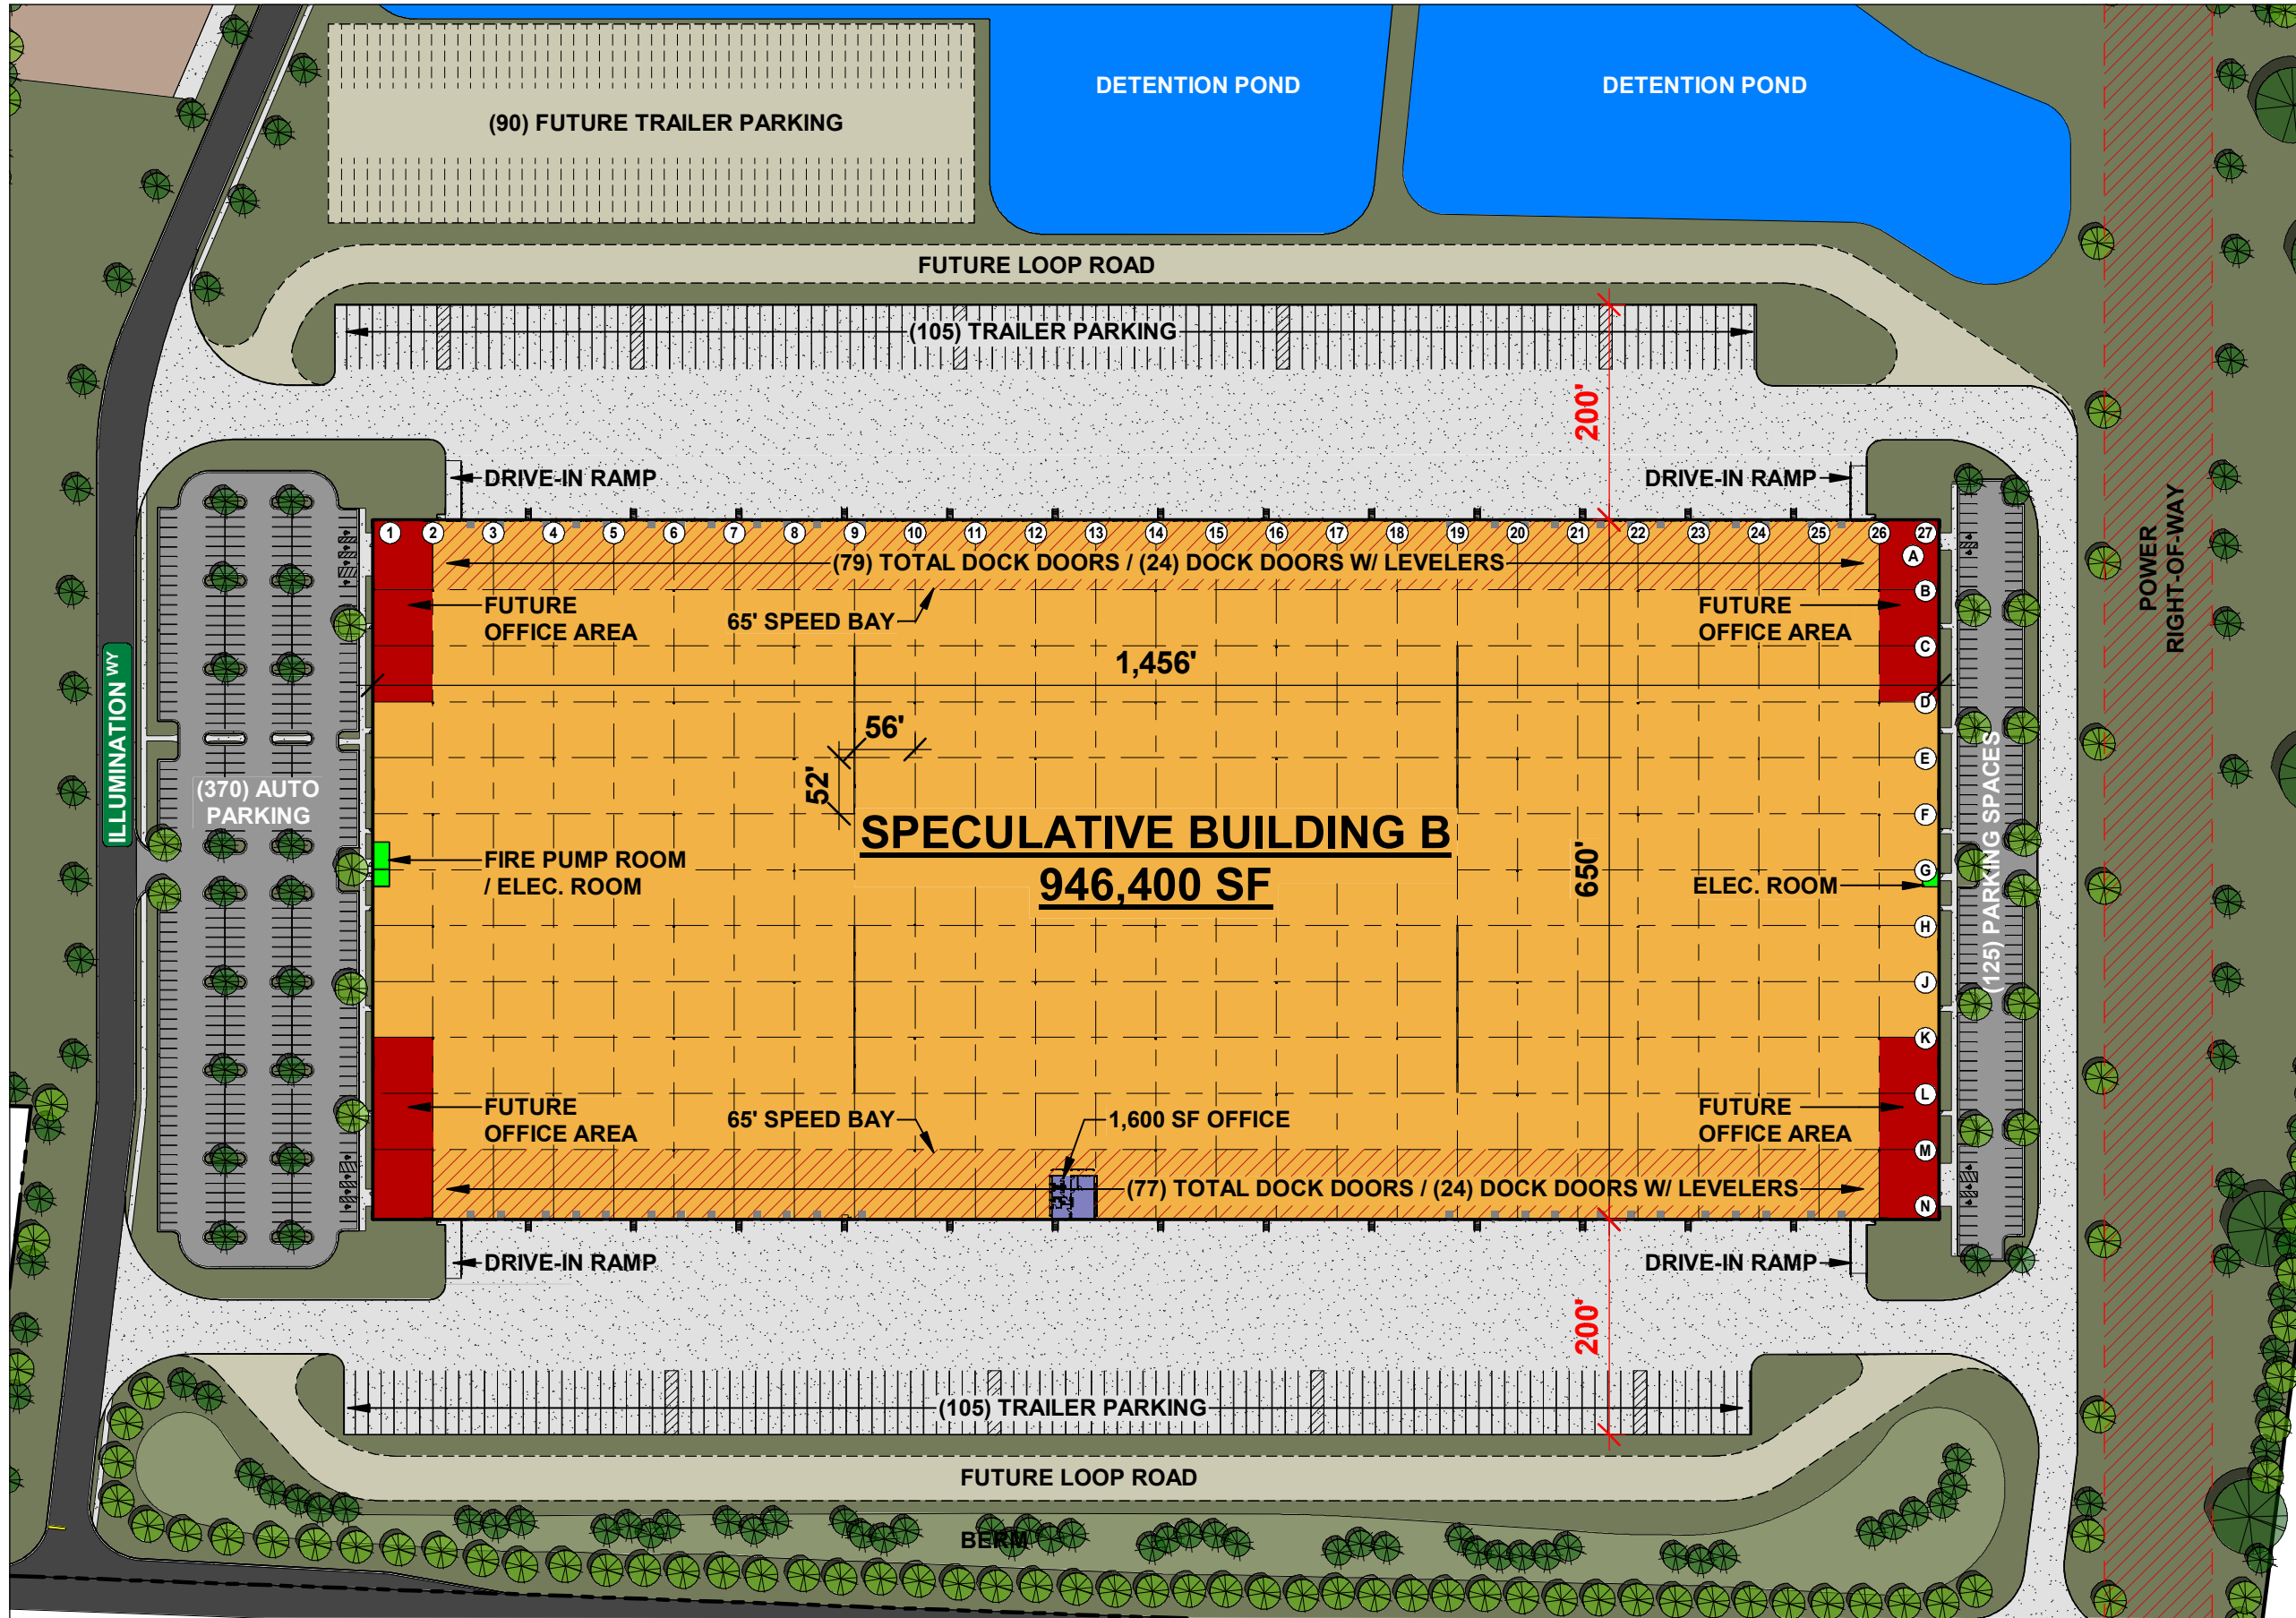 DETENTION POND
DETENTION POND
(90) FUTURE TRAILER PARKING
FUTURE LOOP ROAD
(105) TRAILER PARKING
200'
DRIVE-IN RAMP
DRIVE-IN RAMP
1 2 3 4 5 6 7 8 9 10 11 12 13 14 15 16 17 18 19 20 21 22 23 24 25 26 27
(79) TOTAL DOCK DOORS / (24) DOCK DOORS W/ LEVELERS
A
B
C
D
E
F
G
H
J
K
L
M
N
FUTURE
OFFICE AREA
65' SPEED BAY
FUTURE
OFFICE AREA
POWER
RIGHT-OF-WAY
1,456'
ILLUMINATION WY
56'
52'
(370) AUTO
PARKING
(125) PARKING SPACES
SPECULATIVE BUILDING B
946,400 SF
650'
FIRE PUMP ROOM
/ ELEC. ROOM
ELEC. ROOM
FUTURE
OFFICE AREA
65' SPEED BAY
1,600 SF OFFICE
FUTURE
OFFICE AREA
(77) TOTAL DOCK DOORS / (24) DOCK DOORS W/ LEVELERS
DRIVE-IN RAMP
DRIVE-IN RAMP
200'
(105) TRAILER PARKING
FUTURE LOOP ROAD
BERM